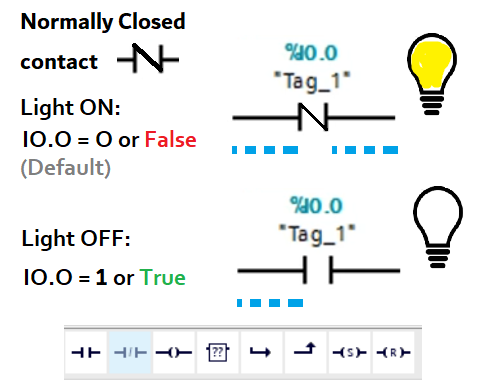 Normally Closed
contact
%I0.0
"Tag_1"
Light ON:
IO.O = O or False
(Default)
%I0.0
"Tag_1"
Light OFF:
IO.O = 1 or True
??
S
R